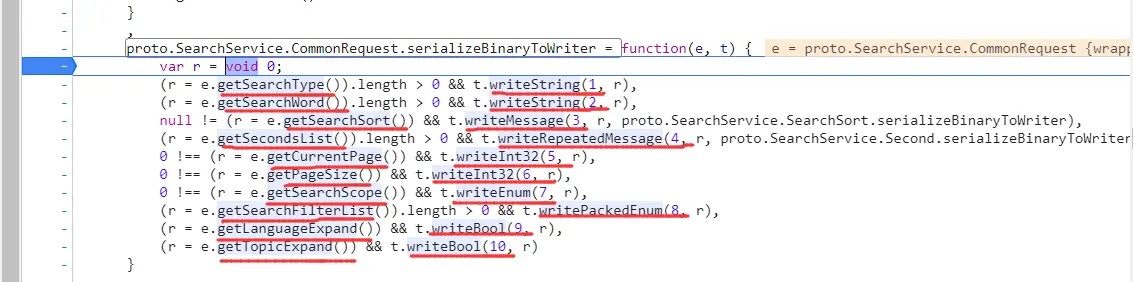 }
,
proto.SearchService.CommonRequest.serializeBinaryToWriter = function(e, t) { e = proto.SearchService.CommonRequest {wrapp
var r = void 0;
(r = e.getSearchType()).length > 0 && t.writeString(1, r),
(r = e.getSearchWord()).length > 0 && t.writeString(2, r),
null != (r = e.getSearchSort()) && t.writeMessage(3, r, proto.SearchService.SearchSort.serializeBinaryToWriter),
(r = e.getSecondsList()).length > 0 && t.writeRepeatedMessage(4, r, proto.SearchService.Second.serializeBinaryToWriter
0 !== (r = e.getCurrentPage()) && t.writeInt32(5, r),
0 !== (r = e.getPageSize()) && t.writeInt32(6, r),
0 !== (r = e.getSearchScope()) && t.writeEnum(7, r),
(r = e.getSearchFilterList()).length > 0 && t.writePackedEnum(8, r),
(r = e.getLanguageExpand()) && t.writeBool(9, r),
(r = e.getTopicExpand()) && t.writeBool(10, r)
}